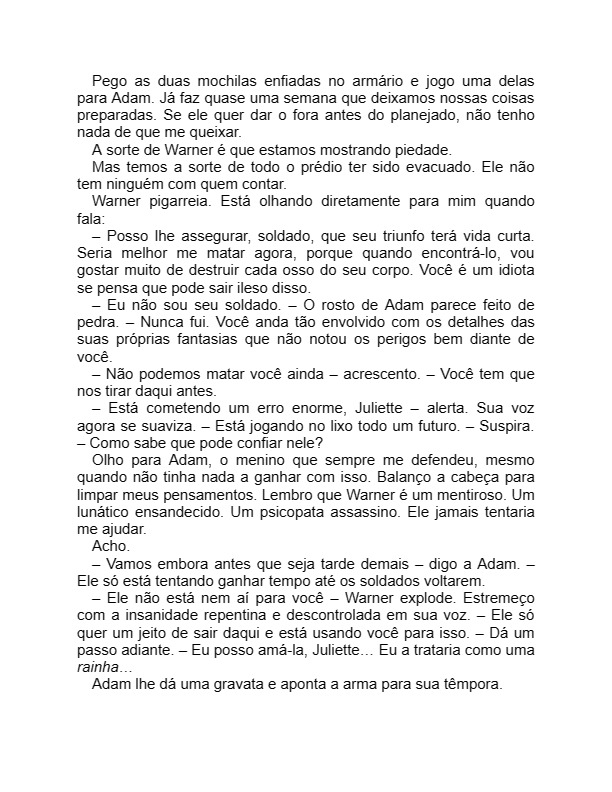 Pego as duas mochilas enfiadas no armário e jogo uma delas
para Adam. Já faz quase uma semana que deixamos nossas coisas
preparadas. Se ele quer dar o fora antes do planejado, não tenho
nada de que me queixar.
A sorte de Warner é que estamos mostrando piedade.
Mas temos a sorte de todo o prédio ter sido evacuado. Ele não
tem ninguém com quem contar.
Warner pigarreia. Está olhando diretamente para mim quando
fala:
– Posso lhe assegurar, soldado, que seu triunfo terá vida curta.
Seria melhor me matar agora, porque quando encontrá-lo, vou
gostar muito de destruir cada osso do seu corpo. Você é um idiota
se pensa que pode sair ileso disso.
– Eu não sou seu soldado. – O rosto de Adam parece feito de
pedra. – Nunca fui. Você anda tão envolvido com os detalhes das
suas próprias fantasias que não notou os perigos bem diante de
você.
– Não podemos matar você ainda – acrescento. – Você tem que
nos tirar daqui antes.
– Está cometendo um erro enorme, Juliette – alerta. Sua voz
agora se suaviza. – Está jogando no lixo todo um futuro. – Suspira.
– Como sabe que pode confiar nele?
Olho para Adam, o menino que sempre me defendeu, mesmo
quando não tinha nada a ganhar com isso. Balanço a cabeça para
limpar meus pensamentos. Lembro que Warner é um mentiroso. Um
lunático ensandecido. Um psicopata assassino. Ele jamais tentaria
me ajudar.
Acho.
– Vamos embora antes que seja tarde demais – digo a Adam. –
Ele só está tentando ganhar tempo até os soldados voltarem.
– Ele não está nem aí para você – Warner explode. Estremeço
com a insanidade repentina e descontrolada em sua voz. – Ele só
quer um jeito de sair daqui e está usando você para isso. – Dá um
passo adiante. – Eu posso amá-la, Juliette… Eu a trataria como uma
rainha…
Adam lhe dá uma gravata e aponta a arma para sua têmpora.